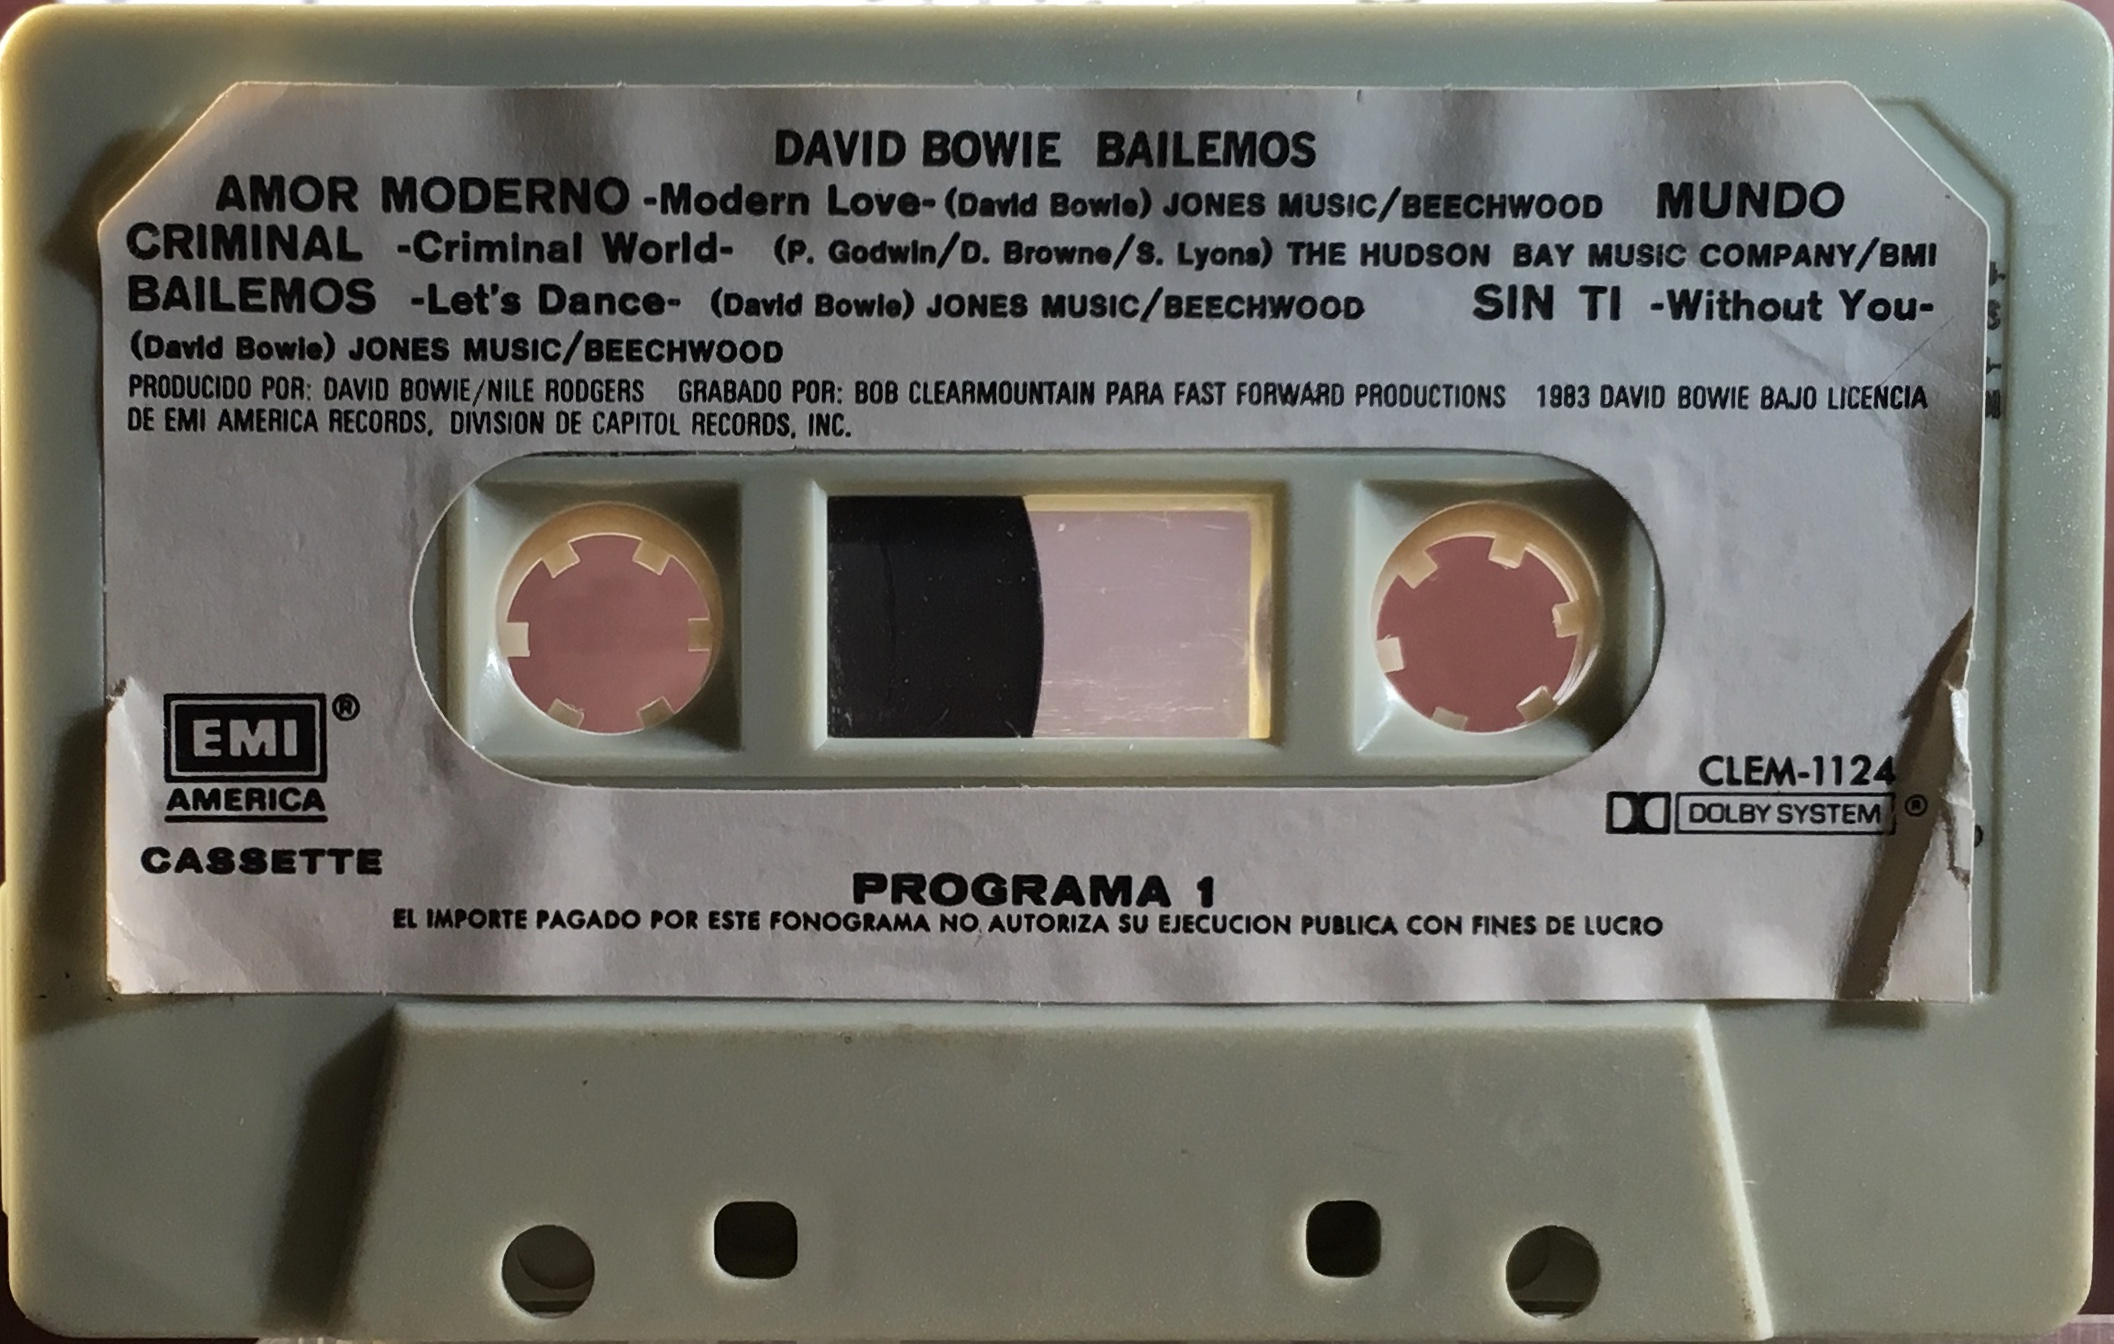 DAVID BOWIE BAILEMOS
AMOR MODERNO -Modern Love- (David Bowie) JONES MUSIC/BEECHWOOD MUNDO
CRIMINAL -Criminal World- (P. Godwin/D. Browne/S. Lyons) THE HUDSON BAY MUSIC COMPANY/BMI
BAILEMOS -Let's Dance- (David Bowie) JONES MUSIC/BEECHWOOD SIN TI -Without You-
(David Bowie) JONES MUSIC/BEECHWOOD
PRODUCIDO POR: DAVID BOWIE/NILE RODGERS GRABADO POR: BOB CLEARMOUNTAIN PARA FAST FORWARD PRODUCTIONS 1983 DAVID BOWIE BAJO LICENCIA
DE EMI AMERICA RECORDS, DIVISION DE CAPITOL RECORDS, INC.
EMI ®
AMERICA
CASSETTE
CLEM-1124
DOLBY SYSTEM ®
PROGRAMA 1
EL IMPORTE PAGADO POR ESTE FONOGRAMA NO AUTORIZA SU EJECUCION PUBLICA CON FINES DE LUCRO